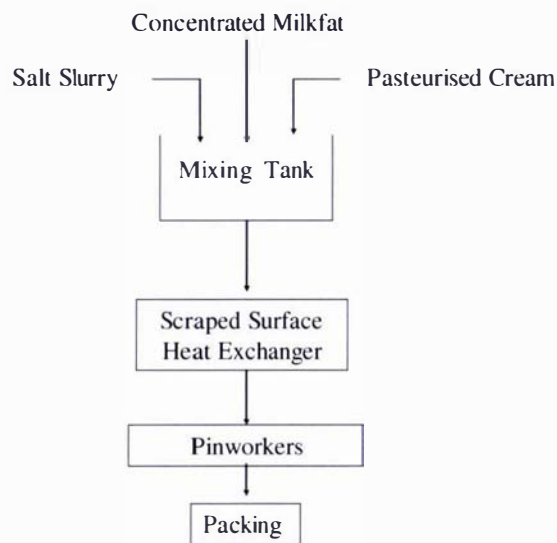 Concentrated Milkfat
Salt Slurry
Pasteurised Cream
Mixing Tank
Scraped Surface
Heat Exchanger
Pinworkers
Packing